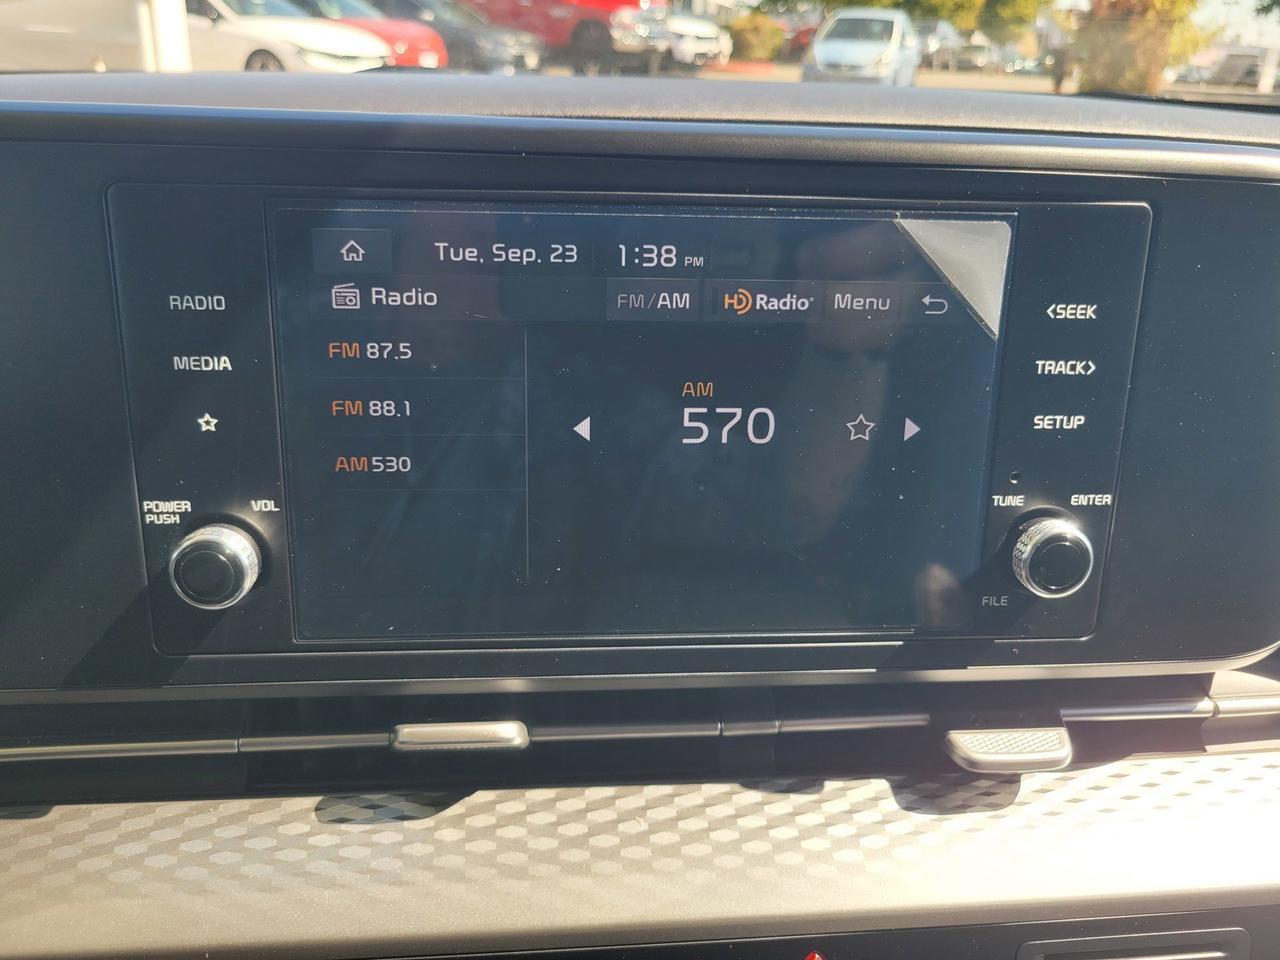 Tue, Sep. 23 1:38 PM
Radio FM/AM HD Radio Menu
RADIO
MEDIA
POWER
PUSH
VOL
FM 87.5
FM 88.1
AM 530
AM
570
<SEEK
TRACK>
SETUP
TUNE
ENTER
FILE